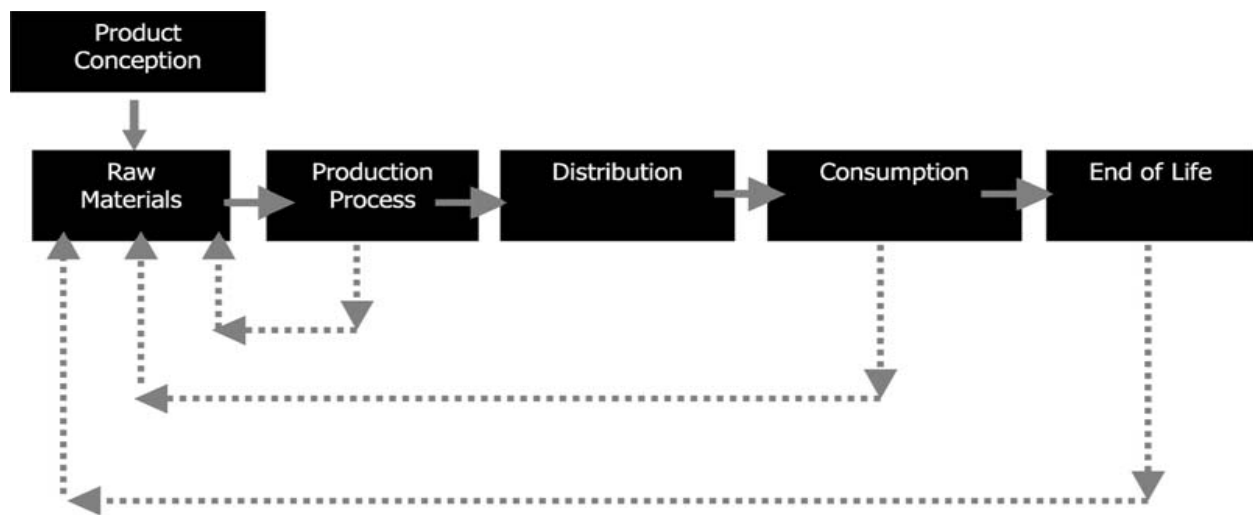 Product
Conception
Raw
Materials
Production
Process
Distribution
Consumption
End of Life